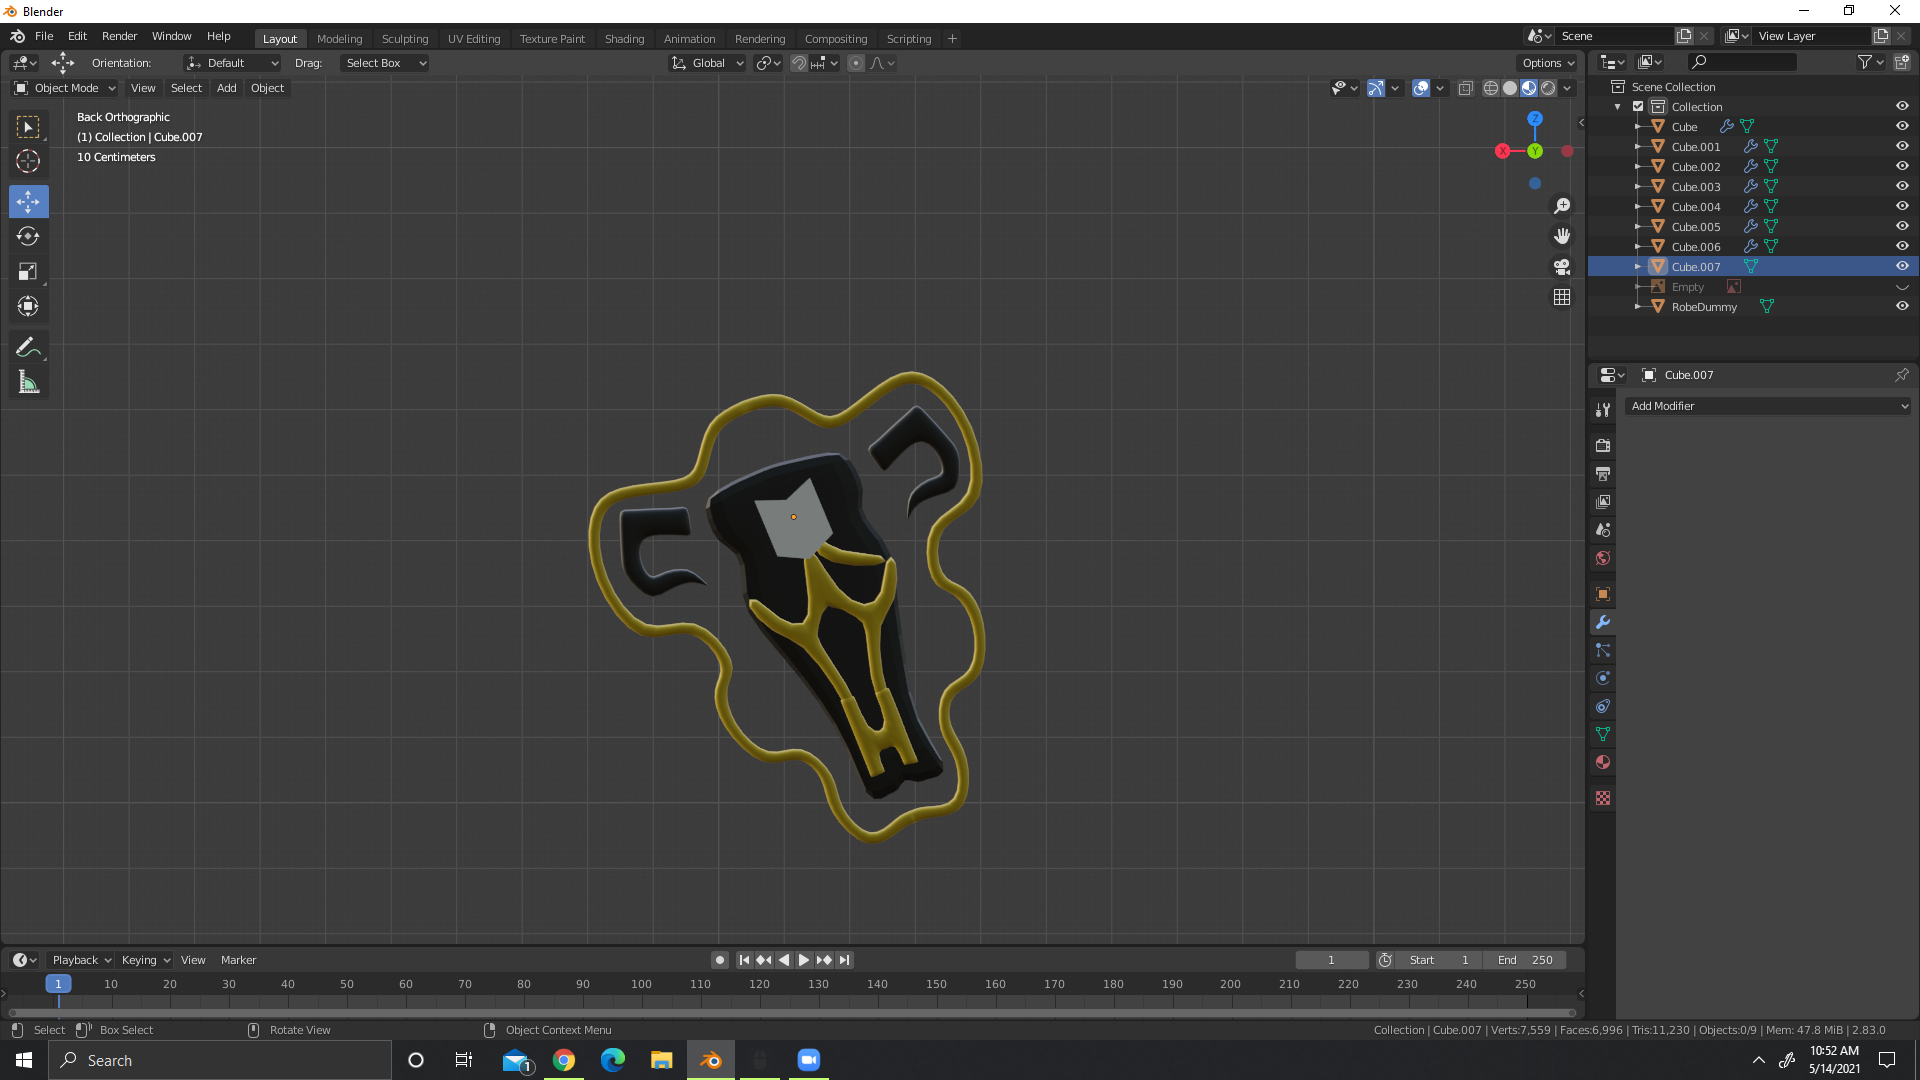 Blender
File Edit Render Window Help Layout Modeling Sculpting UV Editing Texture Paint Shading Animation Rendering Compositing Scripting + Scene View Layer
Orientation: Default Drag: Select Box Global Options
Object Mode View Select Add Object
Back Orthographic
(1) Collection | Cube.007
10 Centimeters
Z
X
Y
Scene Collection
Collection
Cube
Cube.001
Cube.002
Cube.003
Cube.004
Cube.005
Cube.006
Cube.007
Empty
RobeDummy
Cube.007
Add Modifier
Playback Keying View Marker 1 Start 1 End 250
1 10 20 30 40 50 60 70 80 90 100 110 120 130 140 150 160 170 180 190 200 210 220 230 240 250
Select Box Select Rotate View Object Context Menu Collection | Cube.007 | Verts:7,559 | Faces:6,996 | Tris:11,230 | Objects:0/9 | Mem: 47.8 MiB | 2.83.0
Search 1 10:52 AM
5/14/2021